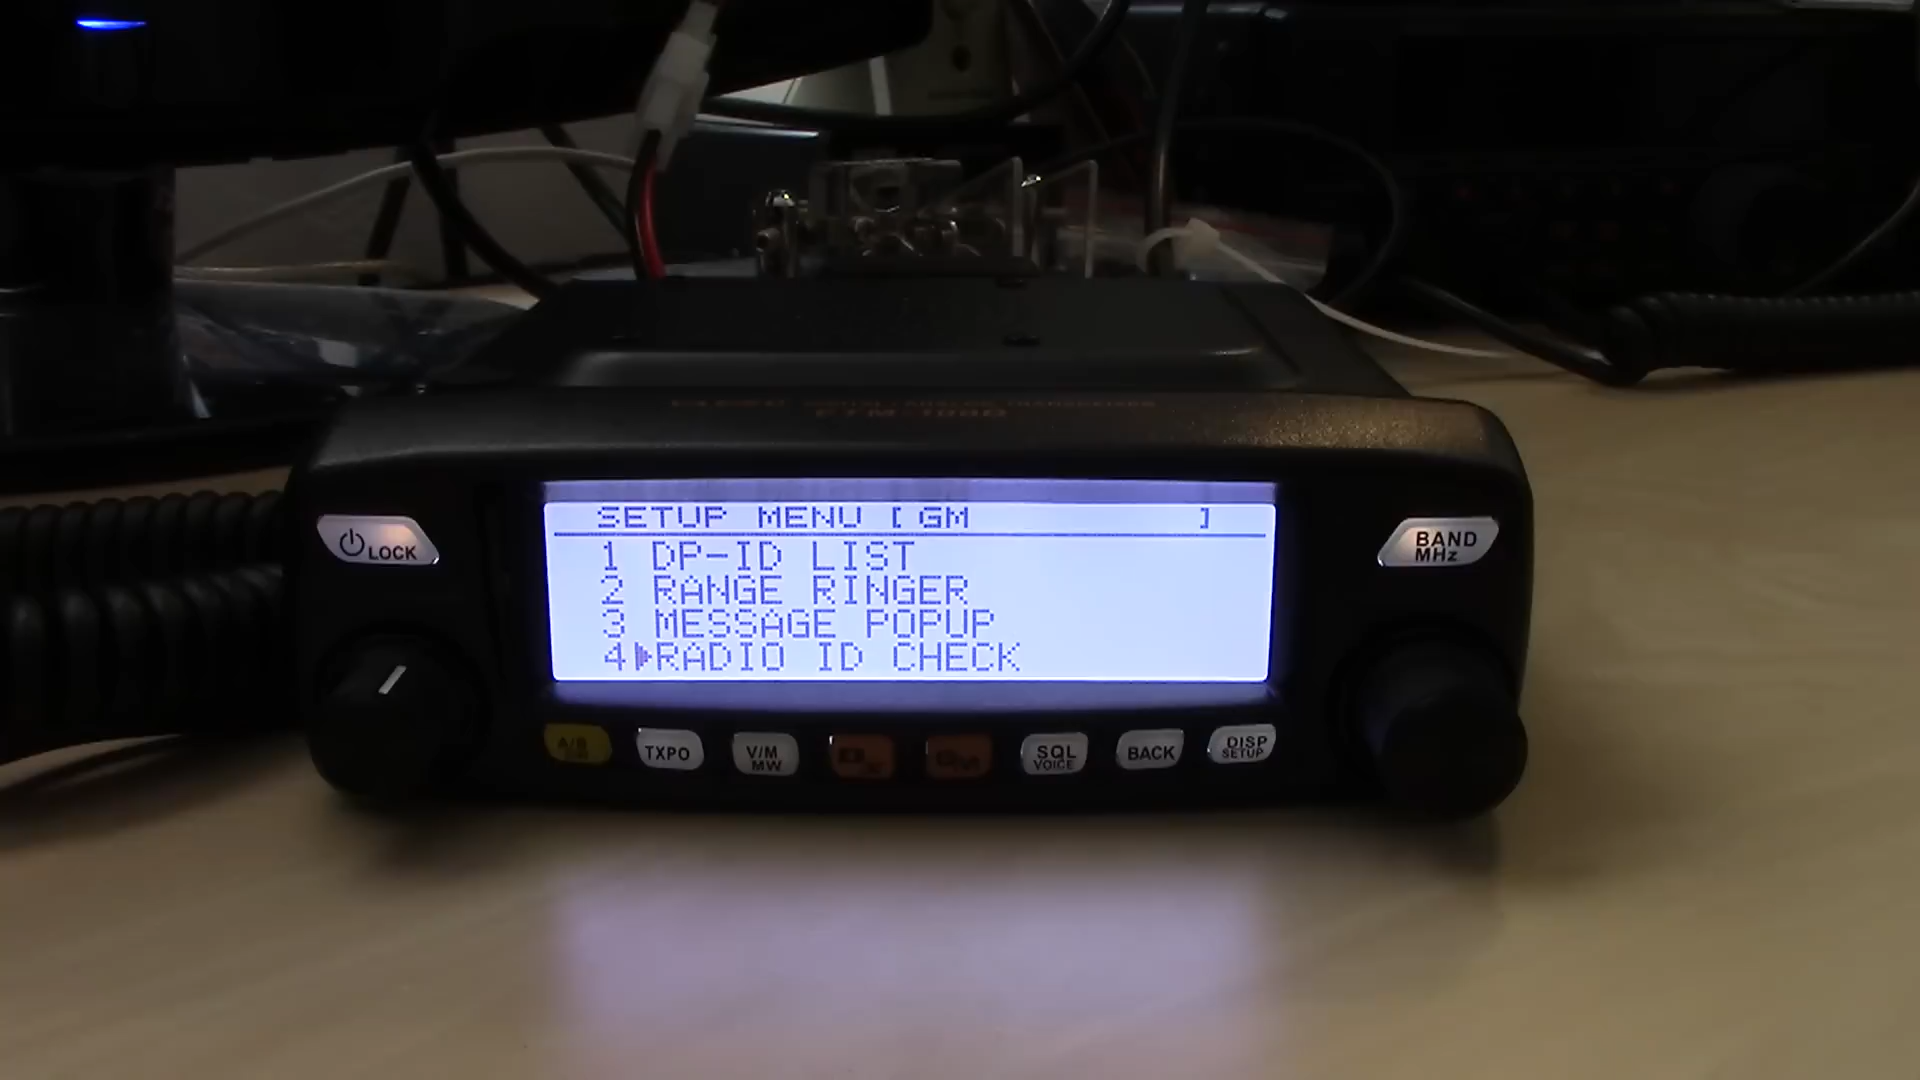 SETUP MENU [ GM ]
1 DP-ID LIST
2 RANGE RINGER
3 MESSAGE POPUP
4 RADIO ID CHECK
LOCK
BAND
MHz
A/B
TXPO
V/M
MW
SQL
VOICE
BACK
DISP
SETUP